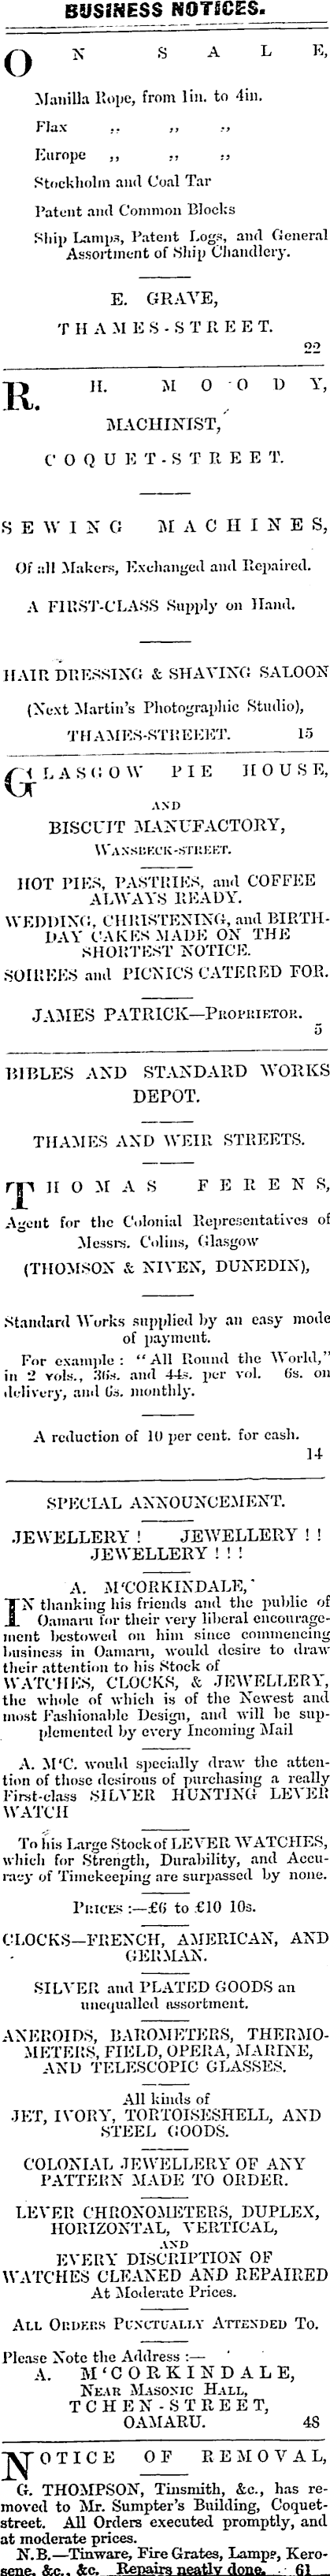 BUSINESS NOTICES.
ON SALE,
Manilla Rope, from 1in. to 4in.
Flax ,, ,, ,,
Europe ,, ,, ,,
Stockholm and Coal Tar
Patent and Common Blocks
Ship Lamps, Patent Logs, and General
Assortment of Ship Chandlery.
E. GRAVE,
THAMES-STREET.
22
R. H. MOODY,
MACHINIST,
COQUET-STREET.
SEWING MACHINES,
Of all Makers, Exchanged and Repaired.
A FIRST-CLASS Supply on Hand.
HAIR DRESSING & SHAVING SALOON
(Next Martin's Photographic Studio),
THAMES-STREEET. 15
GLASGOW PIE HOUSE,
AND
BISCUIT MANUFACTORY,
WANSBECK-STREET.
HOT PIES, PASTRIES, and COFFEE
ALWAYS READY.
WEDDING, CHRISTENING, and BIRTH-
DAY CAKES MADE ON THE
SHORTEST NOTICE.
SOIREES and PICNICS CATERED FOR.
JAMES PATRICK—PROPRIETOR.
5
BIBLES AND STANDARD WORKS
DEPOT.
THAMES AND WEIR STREETS.
THOMAS FERENS,
Agent for the Colonial Representatives of
Messrs. Colins, Glasgow
(THOMSON & NIVEN, DUNEDIN),
Standard Works supplied by an easy mode
of payment.
For example: "All Round the World,"
in 2 vols., 36s. and 44s. per vol. 6s. on
delivery, and 6s. monthly.
A reduction of 10 per cent. for cash.
14
SPECIAL ANNOUNCEMENT.
JEWELLERY ! JEWELLERY ! !
JEWELLERY ! ! !
A. M'CORKINDALE,
IN thanking his friends and the public of
Oamaru for their very liberal encourage-
ment bestowed on him since commencing
business in Oamaru, would desire to draw
their attention to his Stock of
WATCHES, CLOCKS, & JEWELLERY,
the whole of which is of the Newest and
most Fashionable Design, and will be sup-
plemented by every Incoming Mail
A. M'C. would specially draw the atten-
tion of those desirous of purchasing a really
First-class SILVER HUNTING LEVER
WATCH
To his Large Stock of LEVER WATCHES,
which for Strength, Durability, and Accu-
racy of Timekeeping are surpassed by none.
PRICES :—£6 to £10 10s.
CLOCKS—FRENCH, AMERICAN, AND
GERMAN.
SILVER and PLATED GOODS an
unequalled assortment.
ANEROIDS, BAROMETERS, THERMO-
METERS, FIELD, OPERA, MARINE,
AND TELESCOPIC GLASSES.
All kinds of
JET, IVORY, TORTOISESHELL, AND
STEEL GOODS.
COLONIAL JEWELLERY OF ANY
PATTERN MADE TO ORDER.
LEVER CHRONOMETERS, DUPLEX,
HORIZONTAL, VERTICAL,
AND
EVERY DISCRIPTION OF
WATCHES CLEANED AND REPAIRED
At Moderate Prices.
ALL ORDERS PUNCTUALLY ATTENDED TO.
Please Note the Address :—
A. M'CORKINDALE,
NEAR MASONIC HALL,
TCHEN-STREET,
OAMARU. 48
NOTICE OF REMOVAL,
G. THOMPSON, Tinsmith, &c., has re-
moved to Mr. Sumpter's Building, Coquet-
street. All Orders executed promptly, and
at moderate prices.
N.B.—Tinware, Fire Grates, Lamps, Kero-
sene, &c., &c. Repairs neatly done. 61